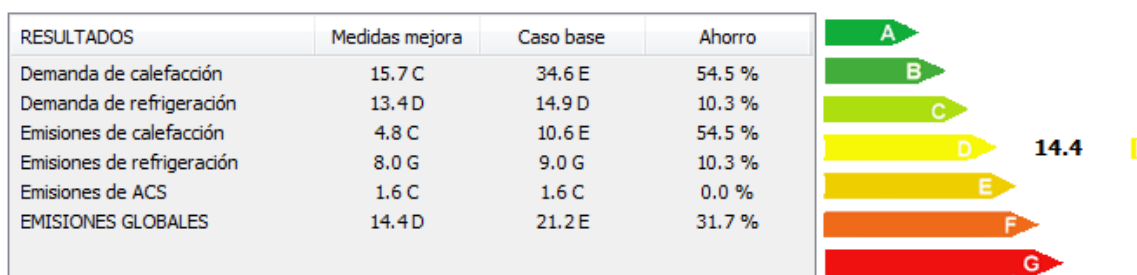 RESULTADOS Medidas mejora Caso base Ahorro
Demanda de calefacción 15.7 C 34.6 E 54.5 %
Demanda de refrigeración 13.4 D 14.9 D 10.3 %
Emisiones de calefacción 4.8 C 10.6 E 54.5 %
Emisiones de refrigeración 8.0 G 9.0 G 10.3 %
Emisiones de ACS 1.6 C 1.6 C 0.0 %
EMISIONES GLOBALES 14.4 D 21.2 E 31.7 %
A
B
C
D 14.4
E
F
G